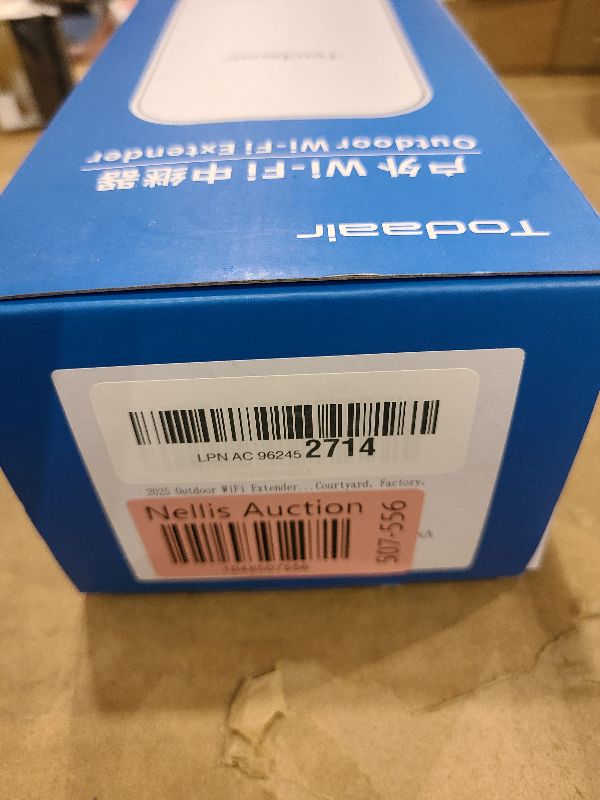 Todaair
户外 Wi-Fi 中继器
Outdoor Wi-Fi Extender
Todaair
LPN AC 96245 2714
2025 Outdoor WiFi Extender...Courtyard, Factory,
Nellis Auction
507-556